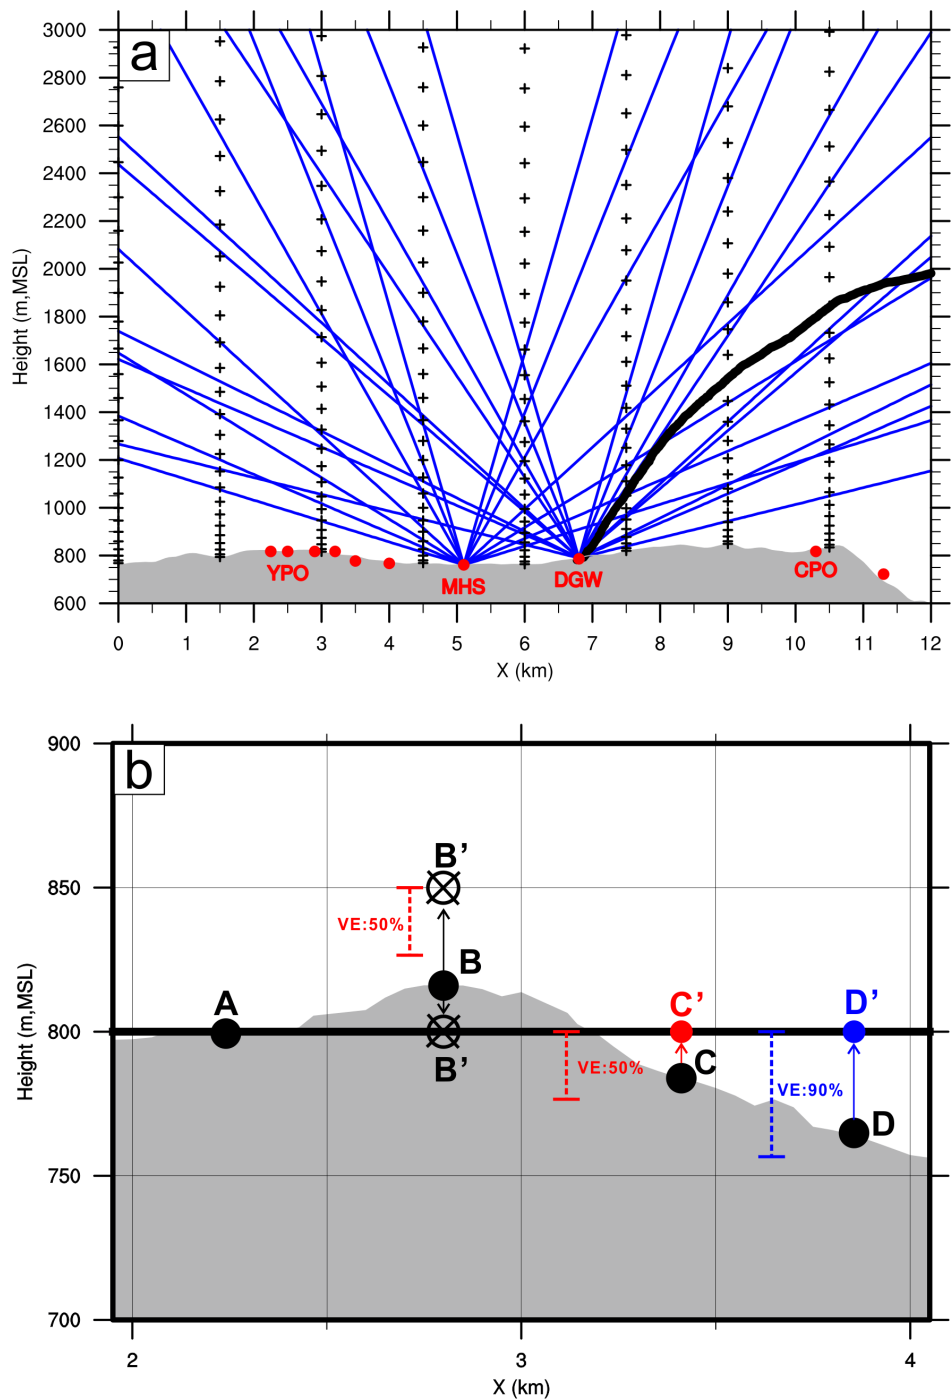 a
3000
2800
2600
2400
2200
2000
1800
1600
1400
1200
1000
800
600
Height (m,MSL)
YPO
MHS
DGW
CPO
0 1 2 3 4 5 6 7 8 9 10 11 12
X (km)
b
900
850
800
750
700
Height (m,MSL)
B’
VE:50%
B
A
B’
C’
D’
VE:50%
C
VE:90%
D
2 3 4
X (km)